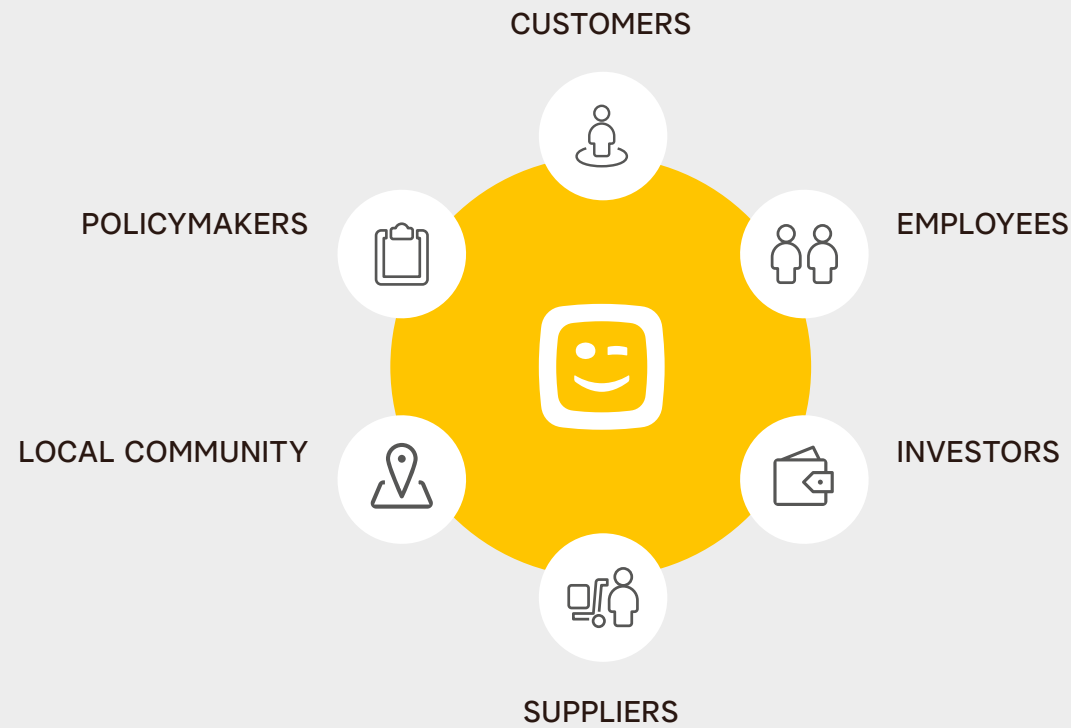 CUSTOMERS
POLICYMAKERS
EMPLOYEES
LOCAL COMMUNITY
INVESTORS
SUPPLIERS